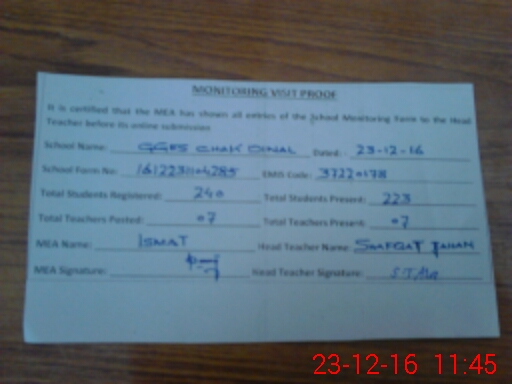 MONITORING VISIT PROOF
It is certified that the MEA has shown all entries of the School Monitoring Form to the Head
Teacher before its online submission
School Name: GGES CHAK DINAL Dated: 23-12-16
School Form No: EMIS Code: 37220178
Total Students Registered: 240 Total Students Present: 223
Total Teachers Posted: 07 Total Teachers Present: 07
MEA Name: ISMAT Head Teacher Name: SHAFQAT JAHAN
MEA Signature: Head Teacher Signature:
23-12-16 11:45